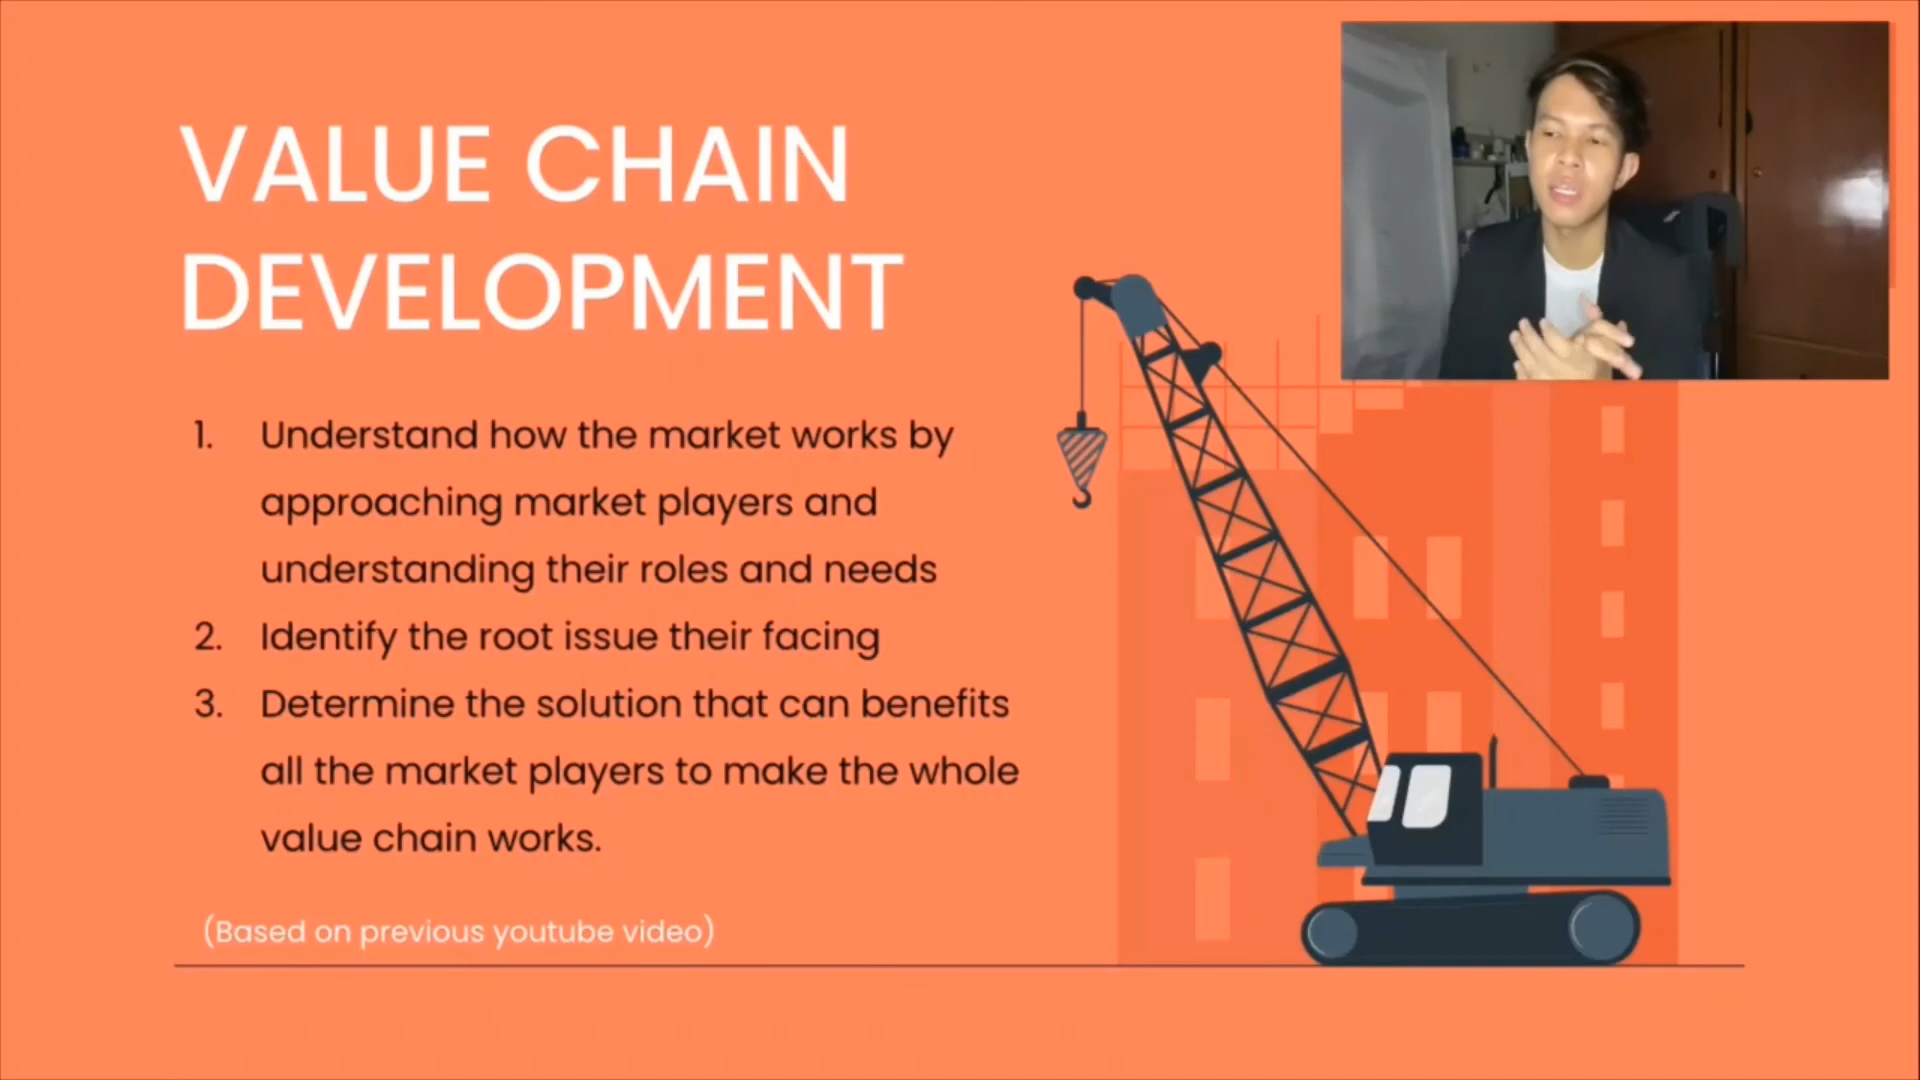 VALUE CHAIN
DEVELOPMENT
1. Understand how the market works by
approaching market players and
understanding their roles and needs
2. Identify the root issue their facing
3. Determine the solution that can benefits
all the market players to make the whole
value chain works.
(Based on previous youtube video)